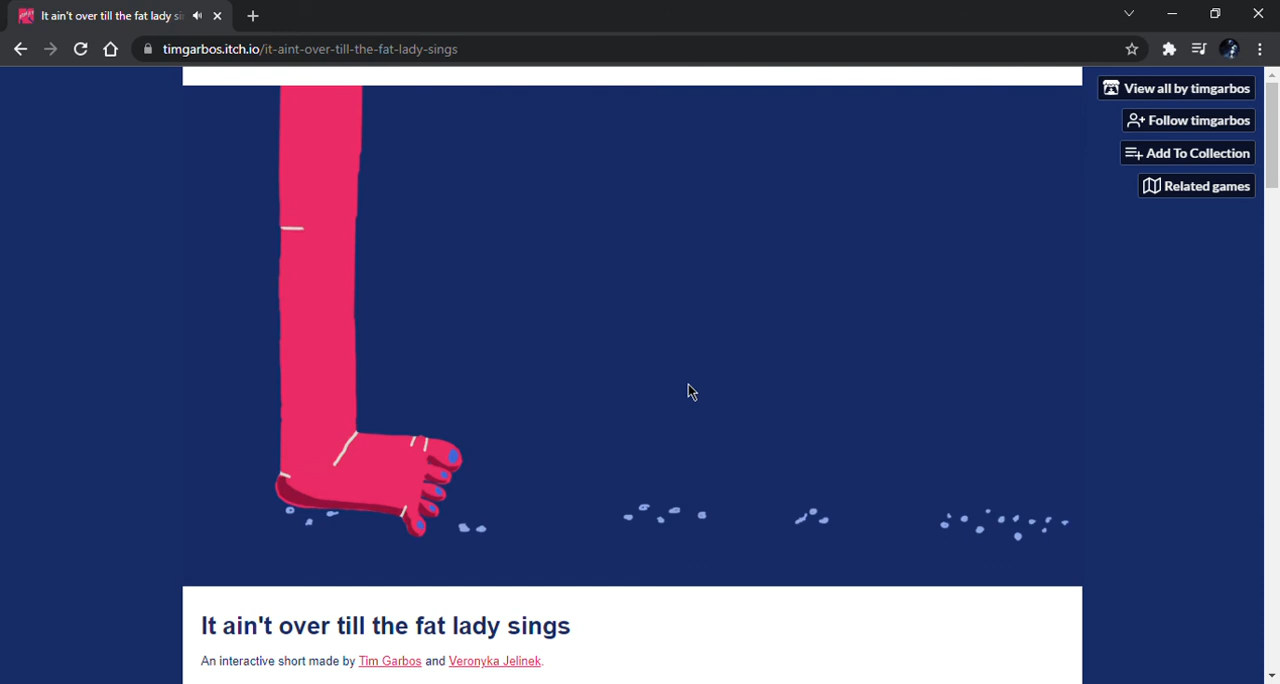 It ain't over till the fat lady si
timgarbos.itch.io/it-aint-over-till-the-fat-lady-sings
View all by timgarbos
Follow timgarbos
Add To Collection
Related games
It ain't over till the fat lady sings
An interactive short made by Tim Garbos and Veronyka Jelinek.